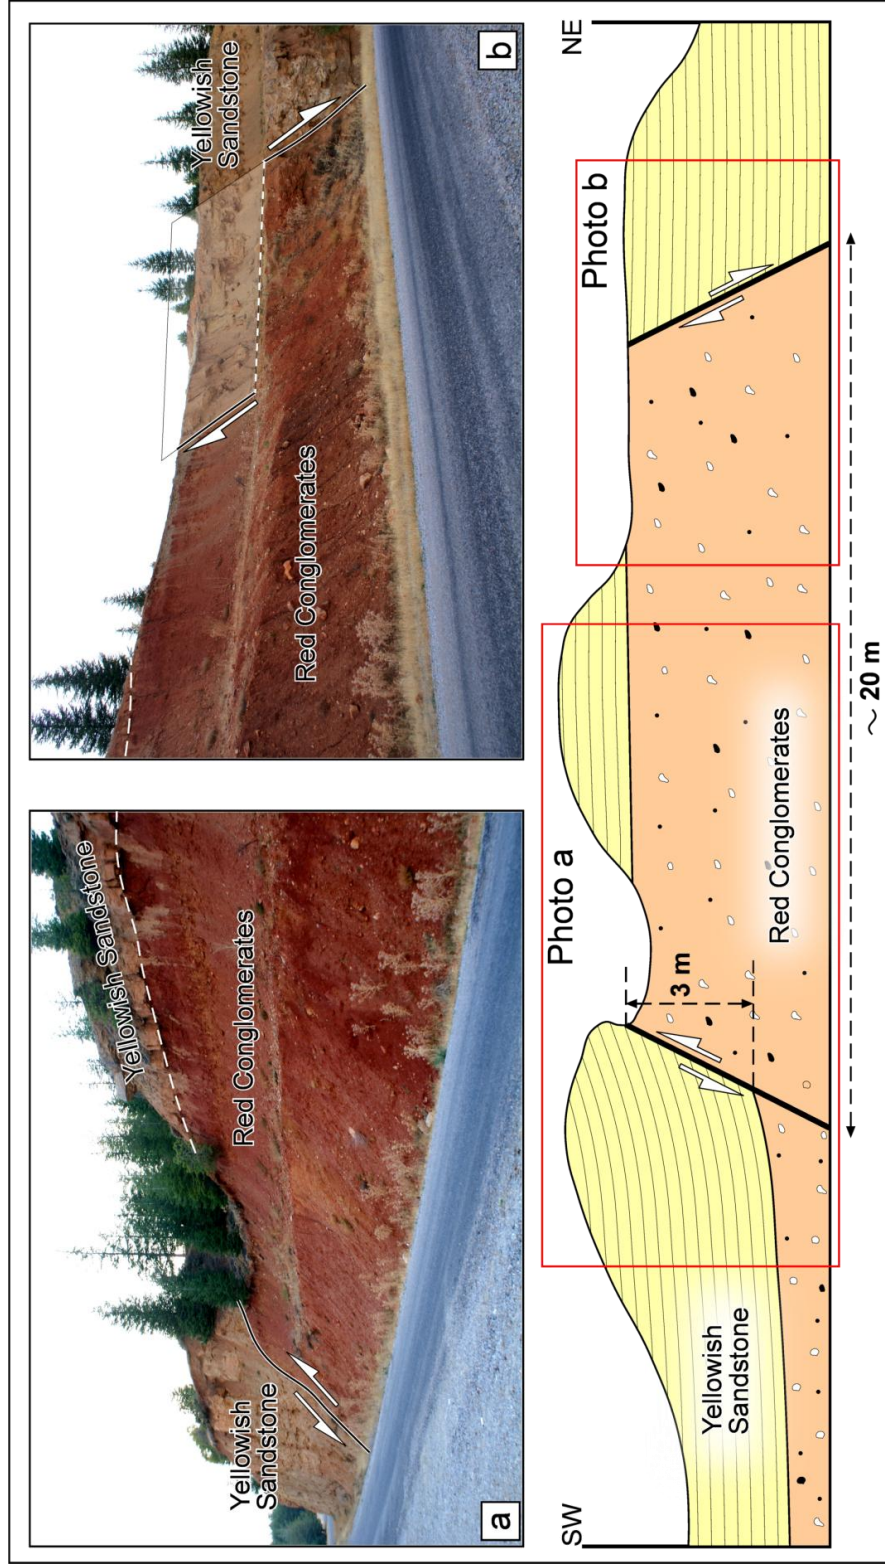 a
Yellowish
Sandstone
Red Conglomerates
Yellowish Sandstone
b
Red Conglomerates
Yellowish
Sandstone
SW
NE
Photo a
Photo b
Yellowish
Sandstone
3 m
Red Conglomerates
~ 20 m